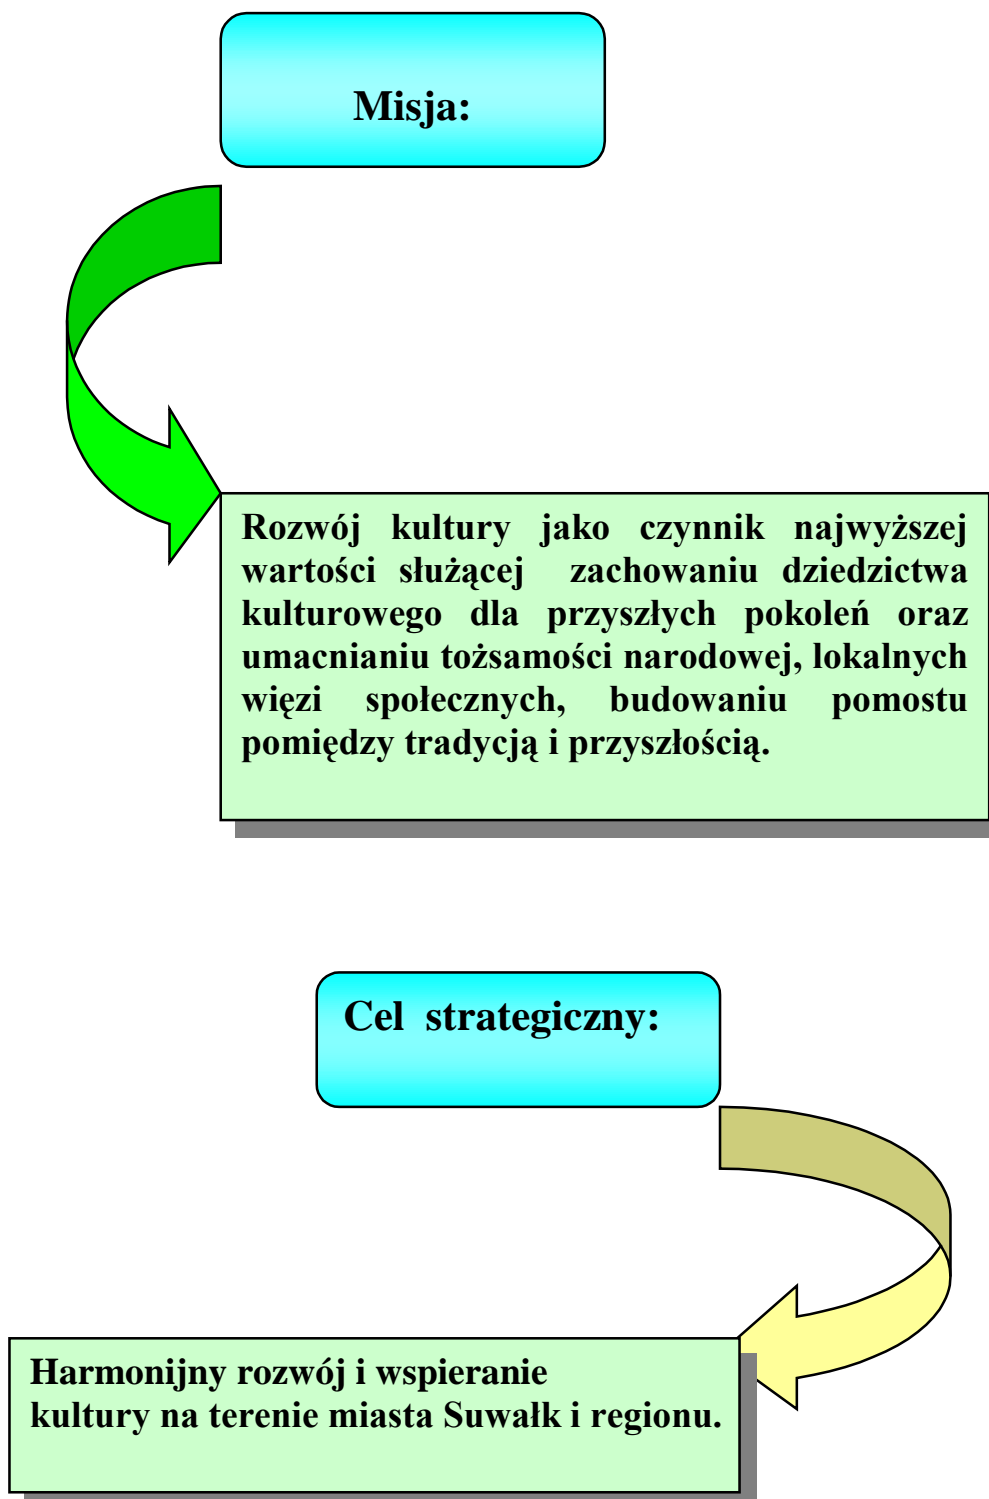 Misja:
Rozwój kultury jako czynnik najwyższej
wartości służącej zachowaniu dziedzictwa
kulturowego dla przyszłych pokoleń oraz
umacnianiu tożsamości narodowej, lokalnych
więzi społecznych, budowaniu pomostu
pomiędzy tradycją i przyszłością.
Cel strategiczny:
Harmonijny rozwój i wspieranie
kultury na terenie miasta Suwałk i regionu.